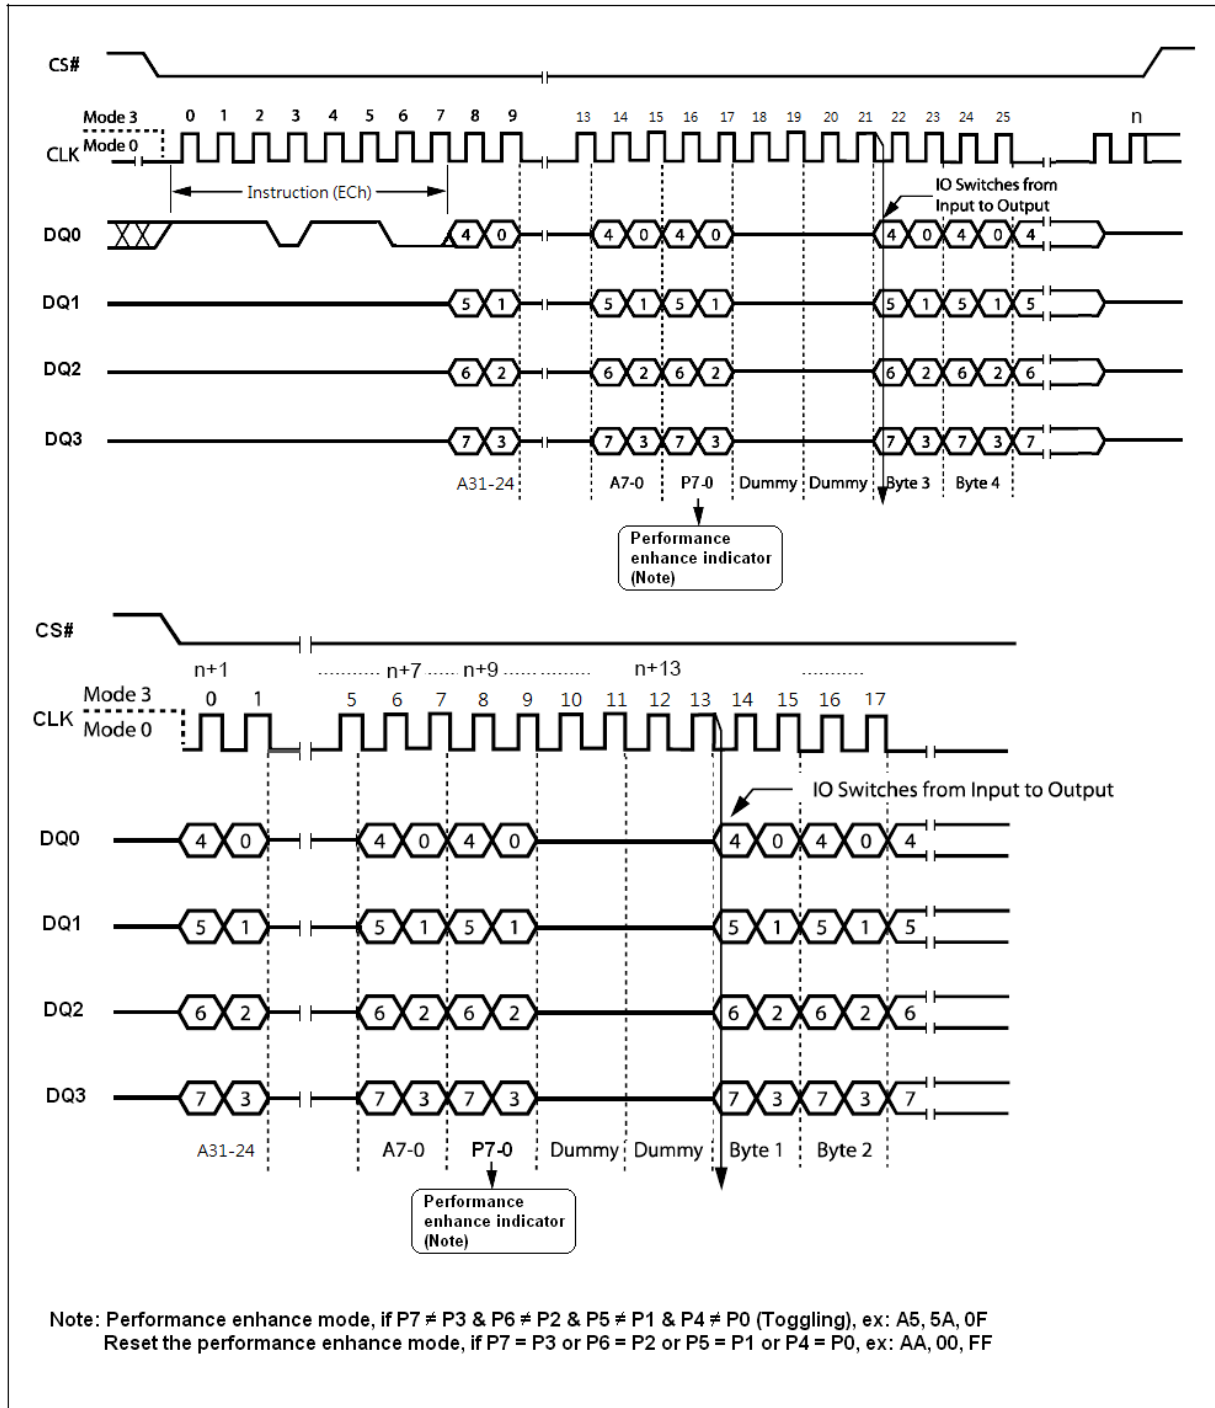 CS#
Mode 3
Mode 0
CLK
0 1 2 3 4 5 6 7 8 9 13 14 15 16 17 18 19 20 21 22 23 24 25 n
Instruction (ECh)
IO Switches from
Input to Output
DQ0
4 0 4 0 4 0 4 0 4 0 4
DQ1
5 1 5 1 5 1 5 1 5 1 5
DQ2
6 2 6 2 6 2 6 2 6 2 6
DQ3
7 3 7 3 7 3 7 3 7 3 7
A31-24 A7-0 P7-0 Dummy Dummy Byte 3 Byte 4
Performance
enhance indicator
(Note)
CS#
n+1 ........... n+7 ........ n+9 ........ ........... n+13 ...........
Mode 3
Mode 0
CLK
0 1 5 6 7 8 9 10 11 12 13 14 15 16 17
IO Switches from Input to Output
DQ0
4 0 4 0 4 0 4 0 4 0 4
DQ1
5 1 5 1 5 1 5 1 5 1 5
DQ2
6 2 6 2 6 2 6 2 6 2 6
DQ3
7 3 7 3 7 3 7 3 7 3 7
A31-24 A7-0 P7-0 Dummy Dummy Byte 1 Byte 2
Performance
enhance indicator
(Note)
Note: Performance enhance mode, if P7 ≠ P3 & P6 ≠ P2 & P5 ≠ P1 & P4 ≠ P0 (Toggling), ex: A5, 5A, 0F
Reset the performance enhance mode, if P7 = P3 or P6 = P2 or P5 = P1 or P4 = P0, ex: AA, 00, FF